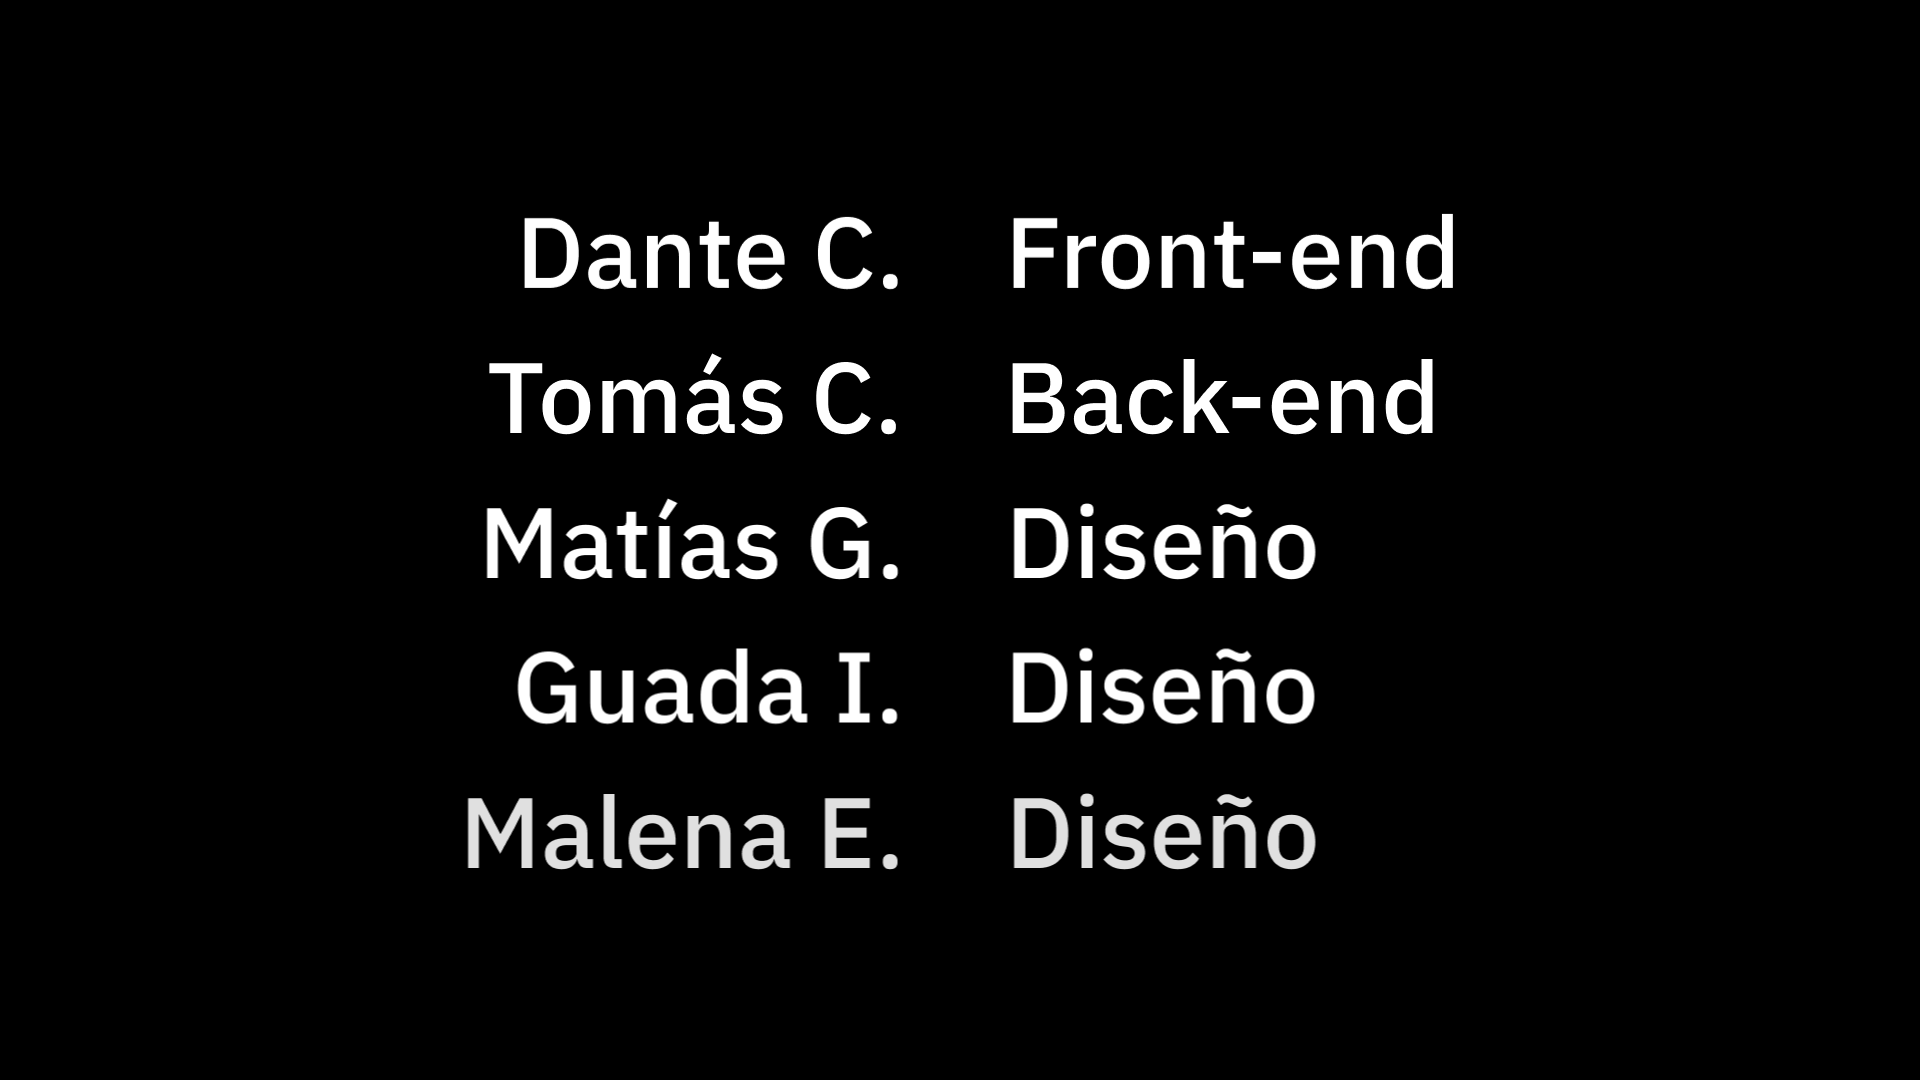 Dante C. Front-end
Tomás C. Back-end
Matías G. Diseño
Guada I. Diseño
Malena E. Diseño